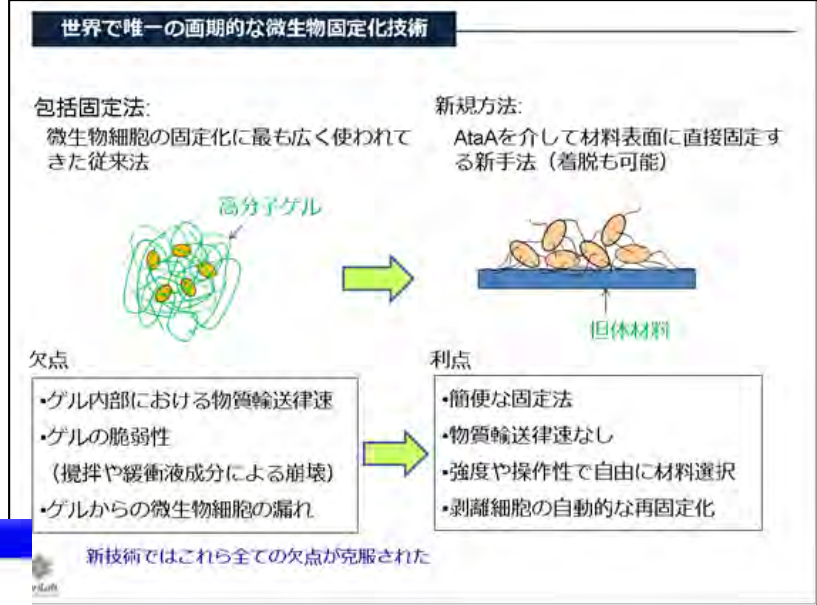 世界で唯一の画期的な微生物固定化技術
包括固定法:
微生物細胞の固定化に最も広く使われて
きた従来法
高分子ゲル
欠点
・ゲル内部における物質輸送律速
・ゲルの脆弱性
（攪拌や緩衝液成分による崩壊）
・ゲルからの微生物細胞の漏れ
新規方法:
AtaAを介して材料表面に直接固定す
る新手法（着脱も可能）
担体材料
利点
・簡便な固定法
・物質輸送律速なし
・強度や操作性で自由に材料選択
・剥離細胞の自動的な再固定化
新技術ではこれら全ての欠点が克服された